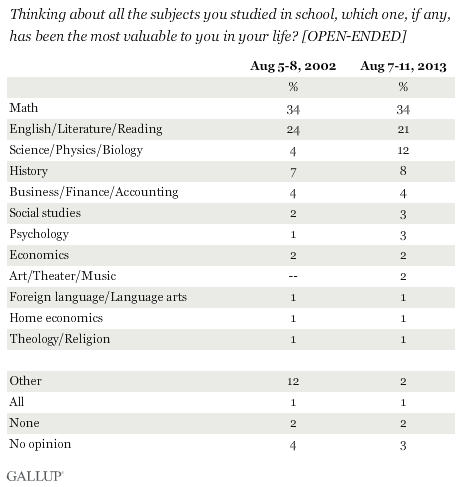 Thinking about all the subjects you studied in school, which one, if any,
has been the most valuable to you in your life? [OPEN-ENDED]
Aug 5-8, 2002 Aug 7-11, 2013
% %
Math 34 34
English/Literature/Reading 24 21
Science/Physics/Biology 4 12
History 7 8
Business/Finance/Accounting 4 4
Social studies 2 3
Psychology 1 3
Economics 2 2
Art/Theater/Music -- 2
Foreign language/Language arts 1 1
Home economics 1 1
Theology/Religion 1 1
Other 12 2
All 1 1
None 2 2
No opinion 4 3
GALLUP